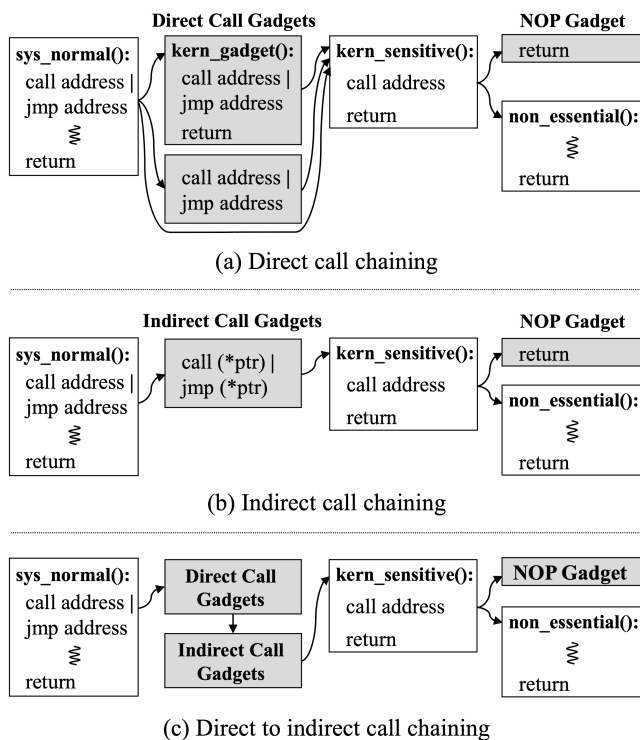 Direct Call Gadgets
NOP Gadget
sys_normal():
call address |
jmp address
return
kern_gadget():
call address |
jmp address
return
call address |
jmp address
kern_sensitive():
call address
return
return
non_essential():
return
(a) Direct call chaining
Indirect Call Gadgets
NOP Gadget
sys_normal():
call address |
jmp address
return
call (*ptr) |
jmp (*ptr)
kern_sensitive():
call address
return
return
non_essential():
return
(b) Indirect call chaining
sys_normal():
call address |
jmp address
return
Direct Call
Gadgets
Indirect Call
Gadgets
kern_sensitive():
call address
return
NOP Gadget
non_essential():
return
(c) Direct to indirect call chaining